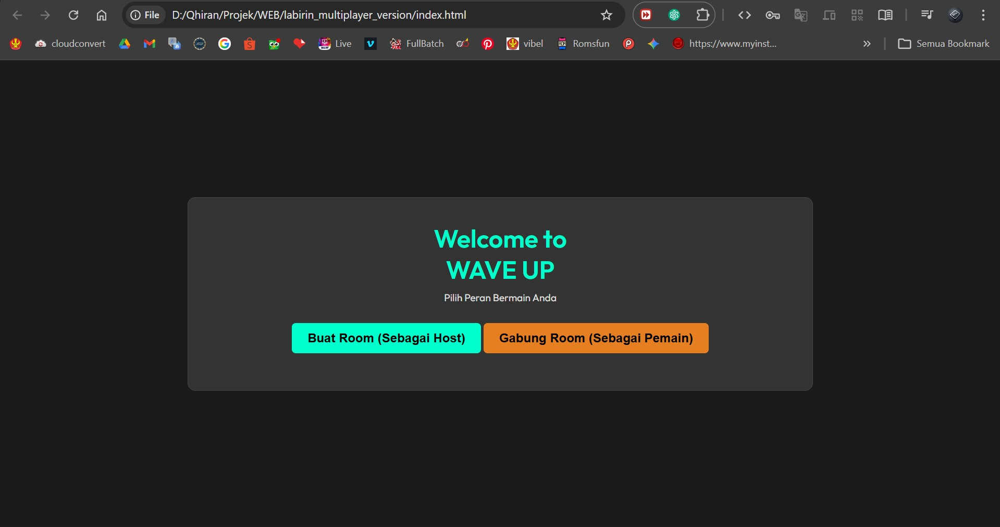 File
D:/Qhiran/Projek/WEB/labirin_multiplayer_version/index.html
cloudconvert
Live
FullBatch
vibel
Romsfun
https://www.myinst...
Semua Bookmark
Welcome to
WAVE UP
Pilih Peran Bermain Anda
Buat Room (Sebagai Host)
Gabung Room (Sebagai Pemain)